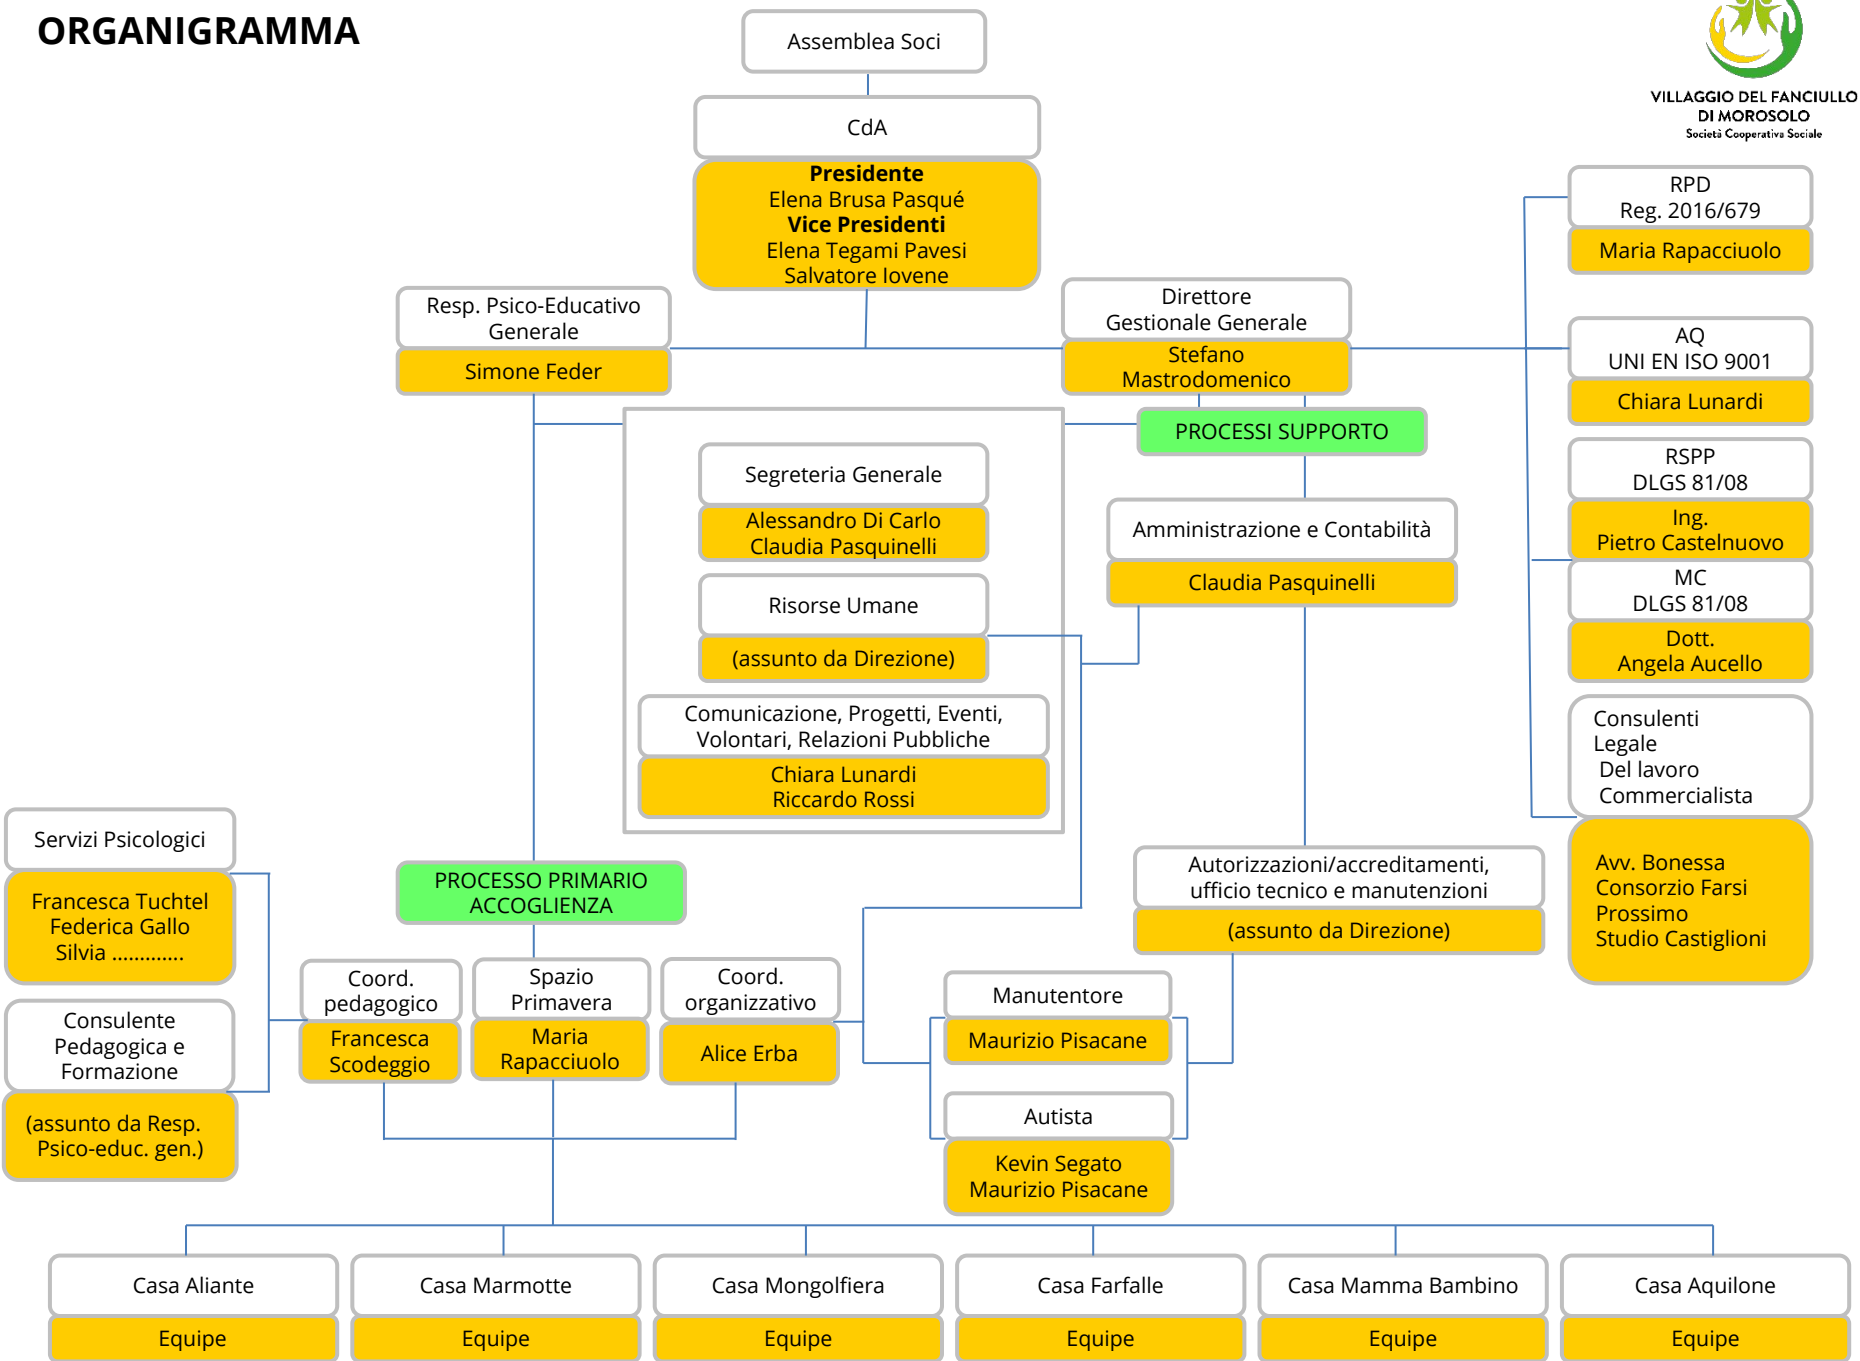 ORGANIGRAMMA
Assemblea Soci
VILLAGGIO DEL FANCIULLO
DI MOROSOLO
Società Cooperativa Sociale
CdA
Presidente
Elena Brusa Pasqué
Vice Presidenti
Elena Tegami Pavesi
Salvatore Iovene
RPD
Reg. 2016/679
Maria Rapacciuolo
Resp. Psico-Educativo
Generale
Simone Feder
Direttore
Gestionale Generale
Stefano
Mastrodomenico
AQ
UNI EN ISO 9001
Chiara Lunardi
PROCESSI SUPPORTO
RSPP
DLGS 81/08
Ing.
Pietro Castelnuovo
Segreteria Generale
Alessandro Di Carlo
Claudia Pasquinelli
Amministrazione e Contabilità
Claudia Pasquinelli
MC
DLGS 81/08
Dott.
Angela Aucello
Risorse Umane
(assunto da Direzione)
Comunicazione, Progetti, Eventi,
Volontari, Relazioni Pubbliche
Chiara Lunardi
Riccardo Rossi
Consulenti
Legale
Del lavoro
Commercialista
Avv. Bonessa
Consorzio Farsi
Prossimo
Studio Castiglioni
Servizi Psicologici
Francesca Tuchtel
Federica Gallo
Silvia .............
PROCESSO PRIMARIO
ACCOGLIENZA
Autorizzazioni/accreditamenti,
ufficio tecnico e manutenzioni
(assunto da Direzione)
Consulente
Pedagogica e
Formazione
(assunto da Resp.
Psico-educ. gen.)
Coord.
pedagogico
Francesca
Scodeggio
Spazio
Primavera
Maria
Rapacciuolo
Coord.
organizzativo
Alice Erba
Manutentore
Maurizio Pisacane
Autista
Kevin Segato
Maurizio Pisacane
Casa Aliante
Equipe
Casa Marmotte
Equipe
Casa Mongolfiera
Equipe
Casa Farfalle
Equipe
Casa Mamma Bambino
Equipe
Casa Aquilone
Equipe